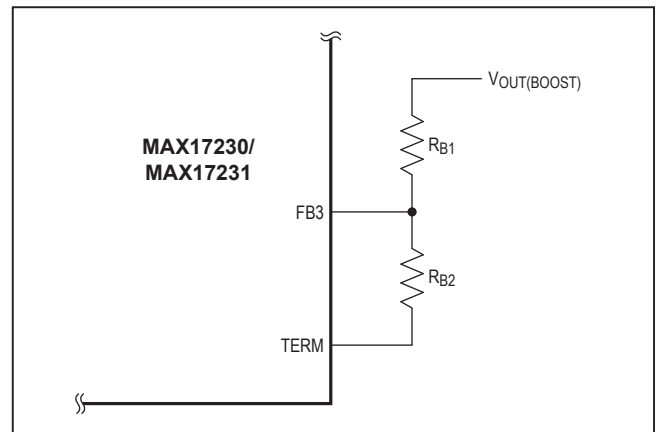 VOUT(BOOST)
RB1
MAX17230/
MAX17231
FB3
RB2
TERM